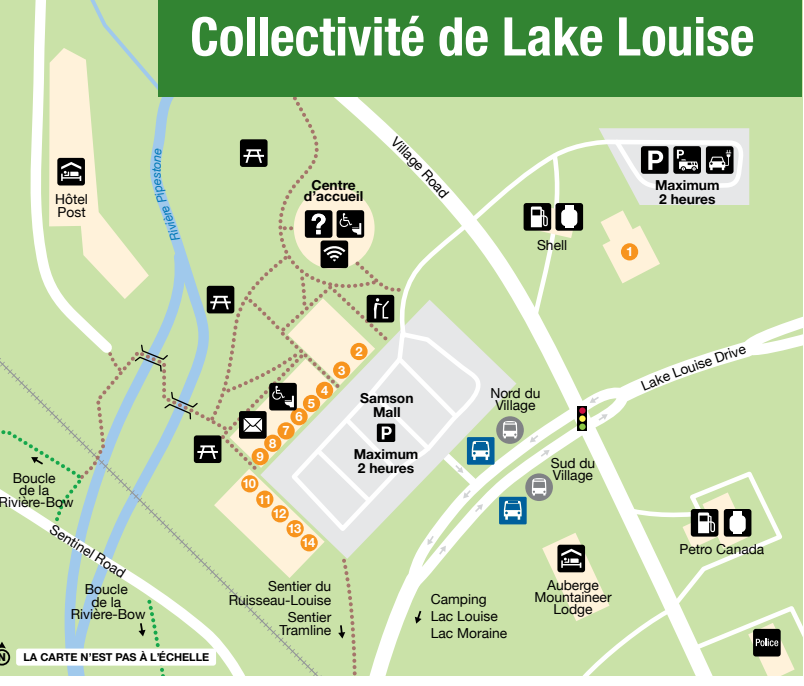 Collectivité de Lake Louise
Village Road
P P
Maximum
2 heures
Hôtel
Post
Rivière Pipestone
Centre
d'accueil
?
Shell
1
2
3
4
5
6
7
8
9
10
11
12
13
14
Samson
Mall
P
Maximum
2 heures
Nord du
Village
Lake Louise Drive
Sud du
Village
Boucle
de la
Rivière-Bow
Sentinel Road
Petro Canada
Auberge
Mountaineer
Lodge
Boucle
de la
Rivière-Bow
Sentier du
Ruisseau-Louise
Sentier
Tramline
Camping
Lac Louise
Lac Moraine
Police
N
LA CARTE N'EST PAS À L'ÉCHELLE